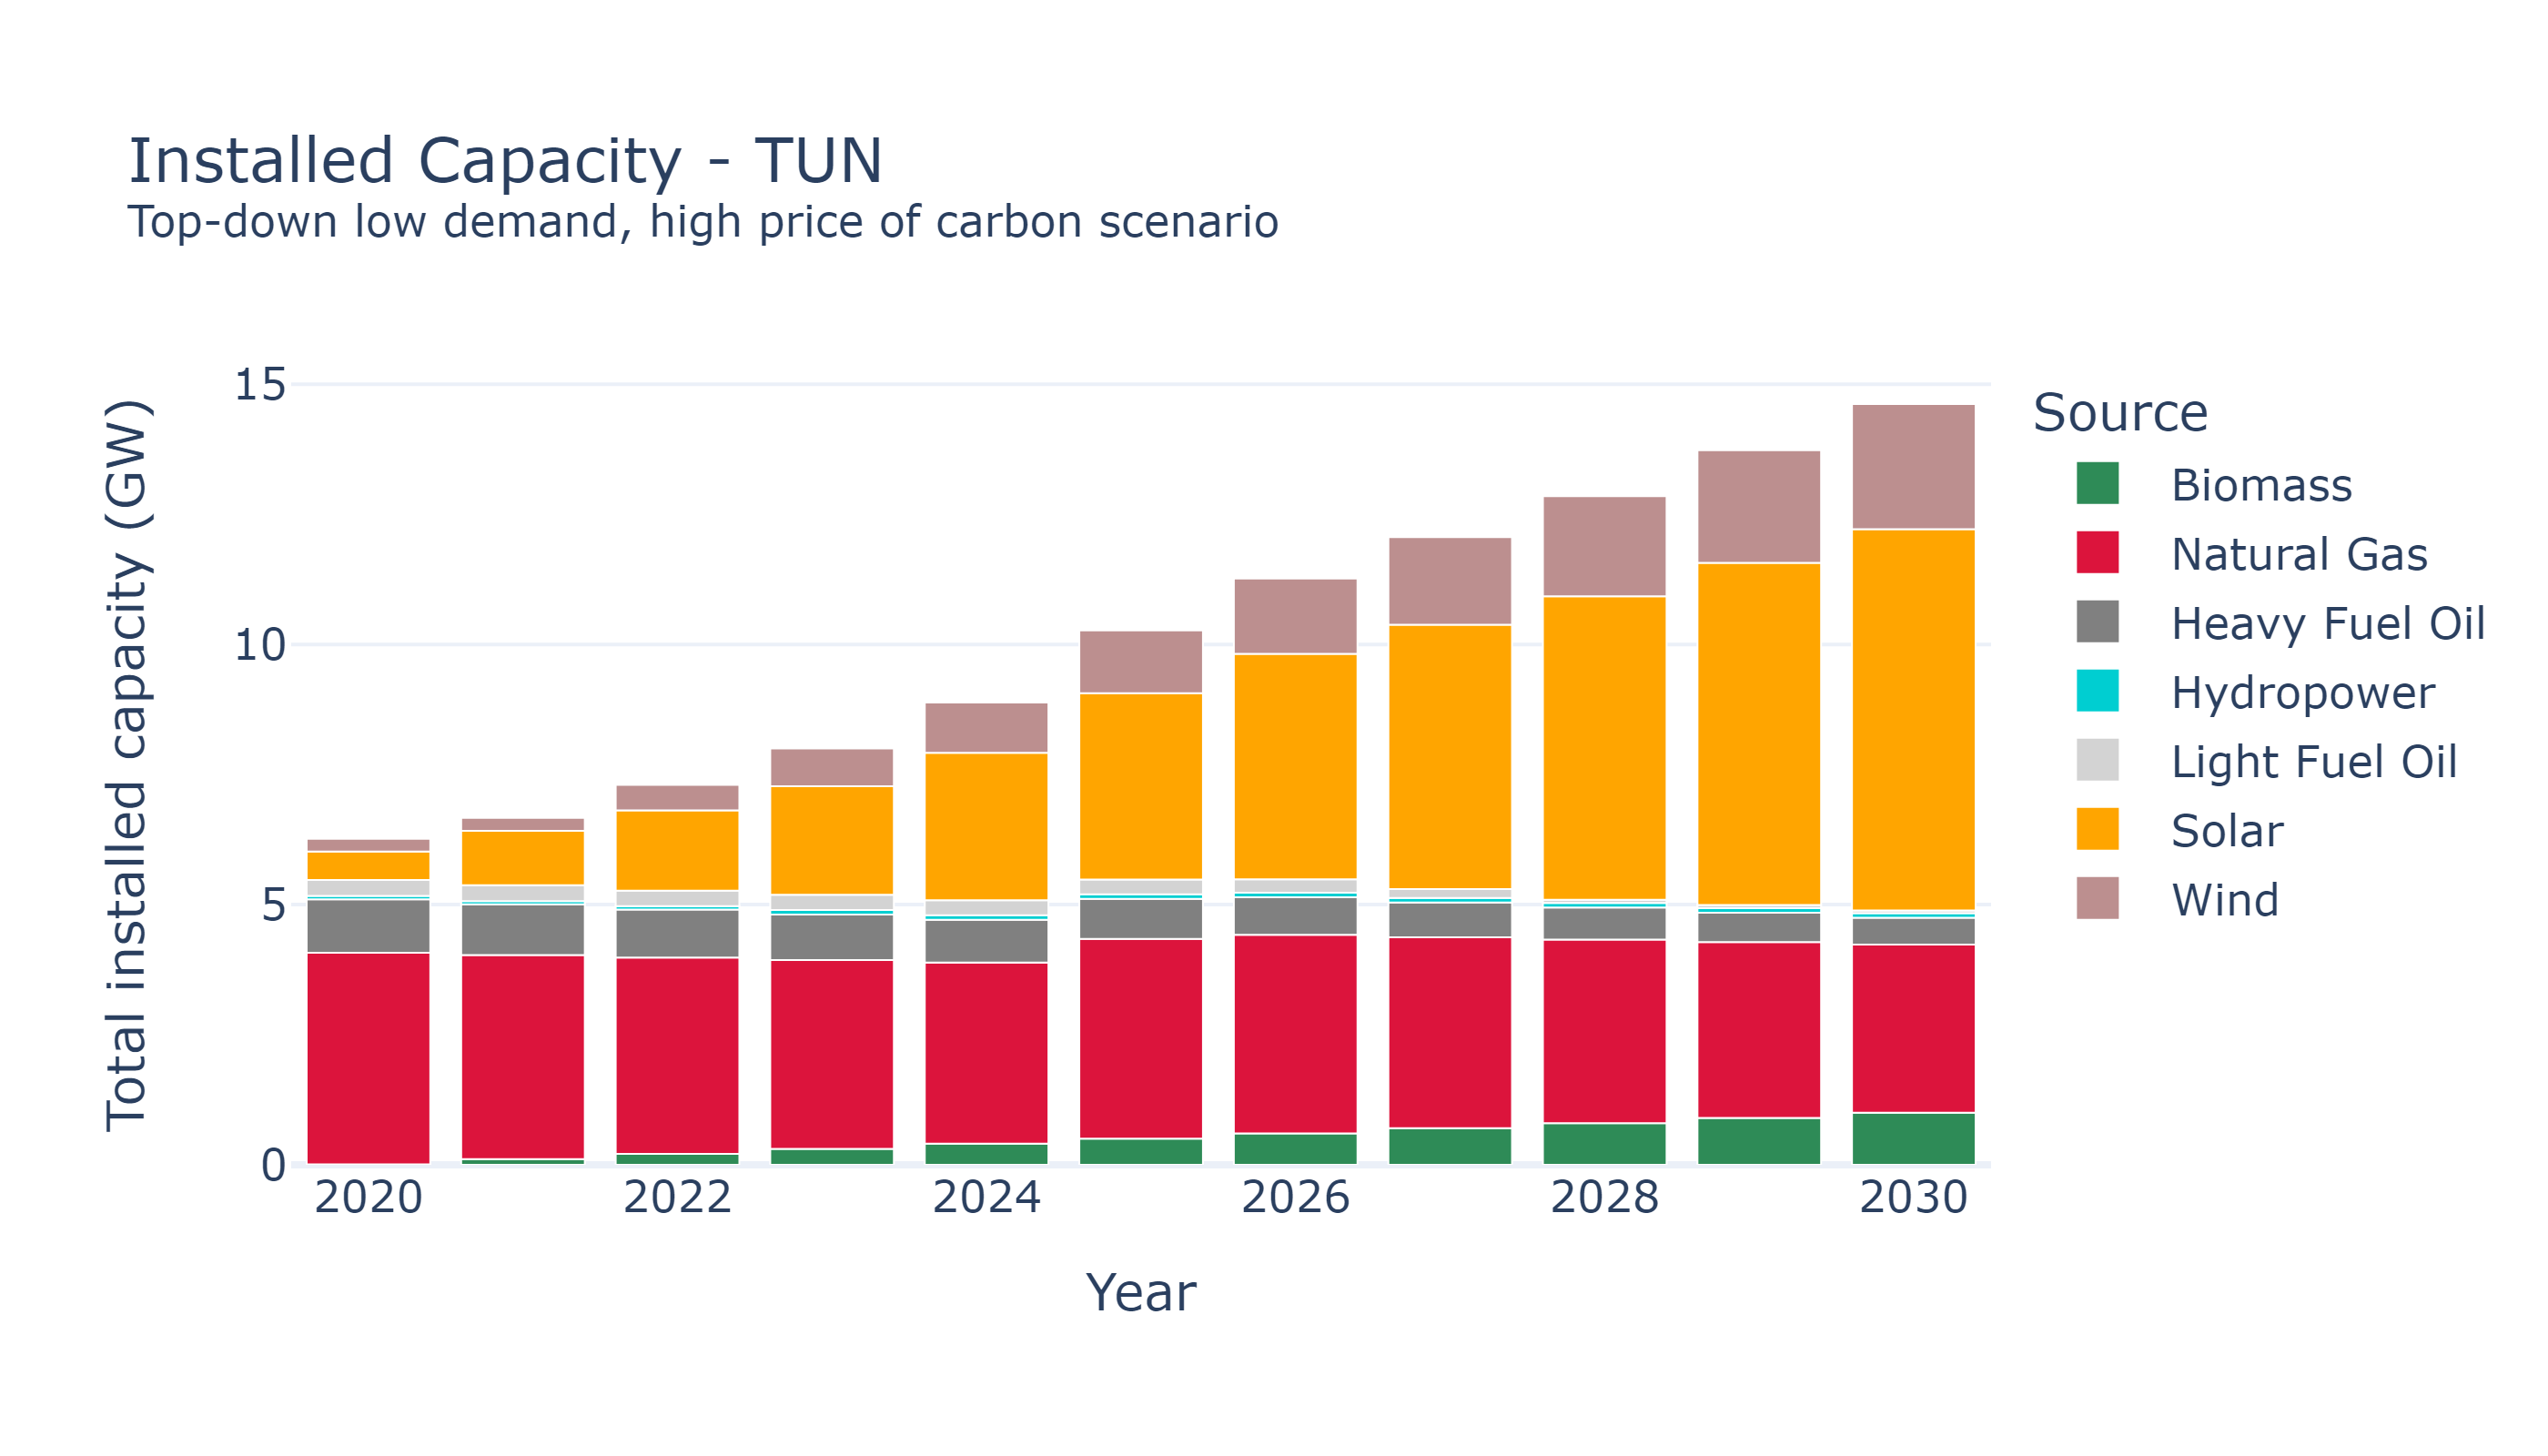 Installed Capacity - TUN
Top-down low demand, high price of carbon scenario
Total installed capacity (GW)
15
10
5
0
2020
2022
2024
2026
2028
2030
Year
Source
Biomass
Natural Gas
Heavy Fuel Oil
Hydropower
Light Fuel Oil
Solar
Wind